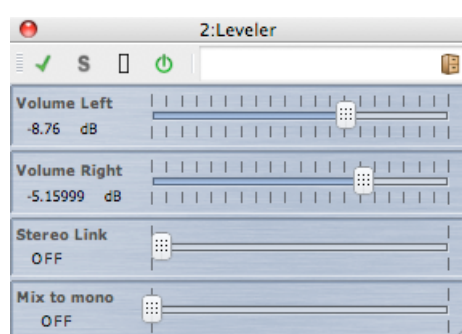 2:Leveler
S
Volume Left
-8.76 dB
Volume Right
-5.15999 dB
Stereo Link
OFF
Mix to mono
OFF